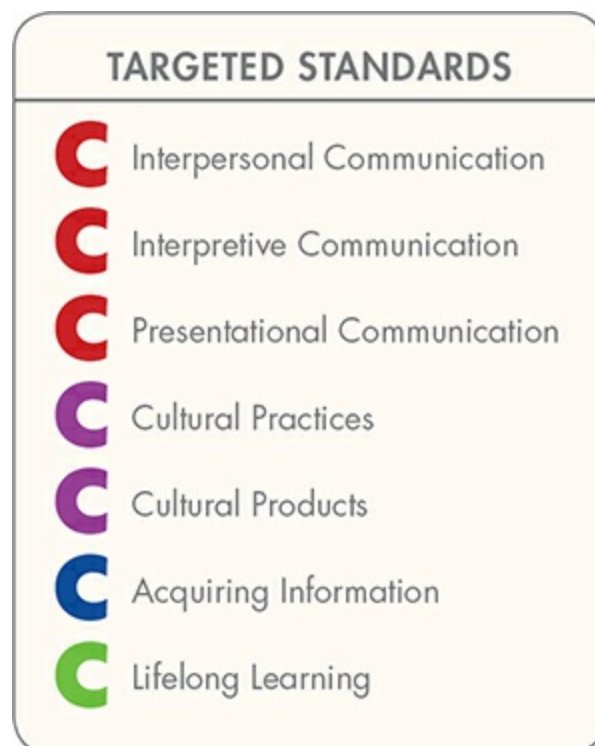 TARGETED STANDARDS
C Interpersonal Communication
C Interpretive Communication
C Presentational Communication
C Cultural Practices
C Cultural Products
C Acquiring Information
C Lifelong Learning